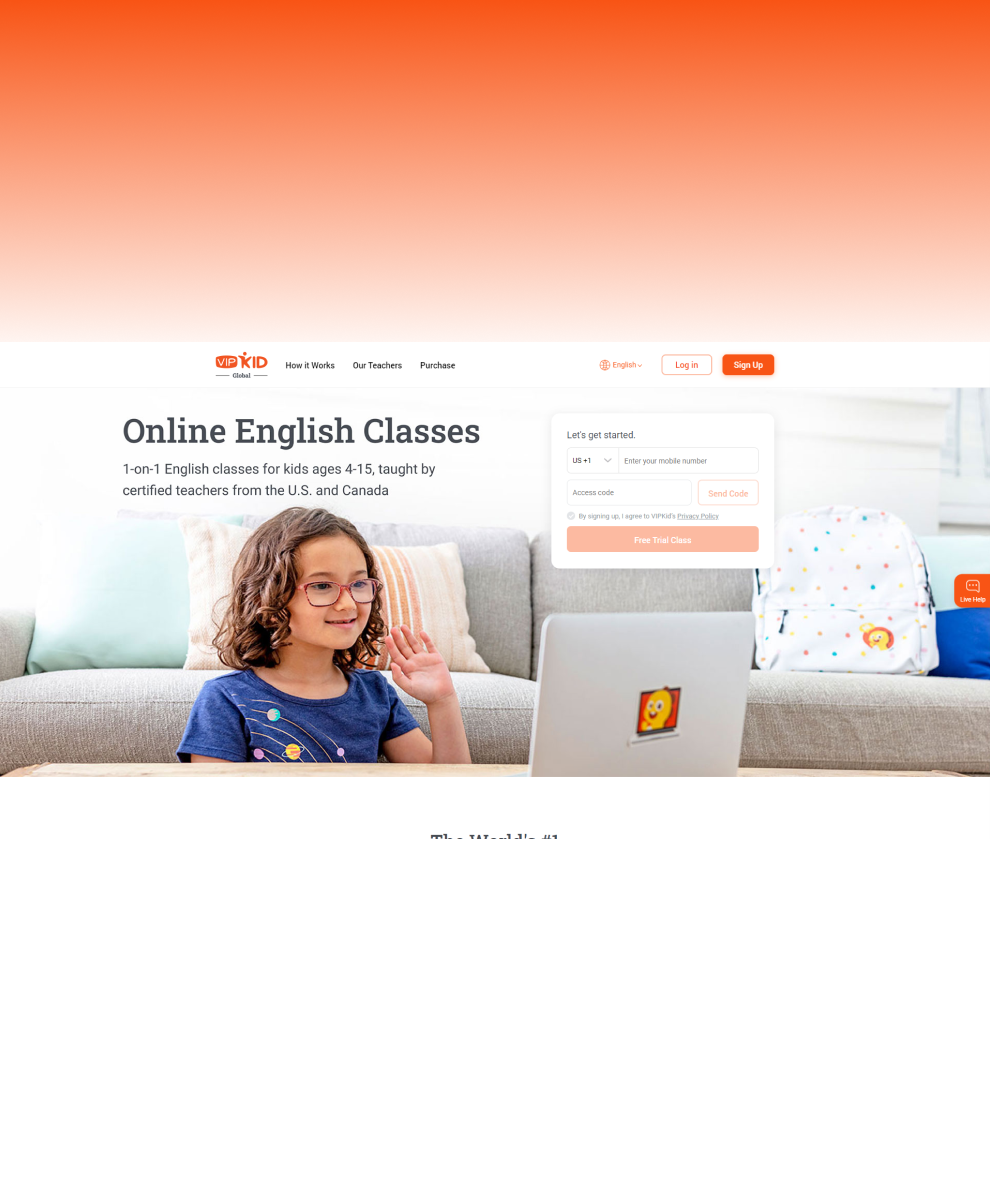 VIPKID
Global
How it Works
Our Teachers
Purchase
English
Log in
Sign Up
Online English Classes
1-on-1 English classes for kids ages 4-15, taught by
certified teachers from the U.S. and Canada
Let's get started.
US +1
Enter your mobile number
Access code
Send Code
By signing up, I agree to VIPKid's Privacy Policy
Free Trial Class
Live Help
The World's #1